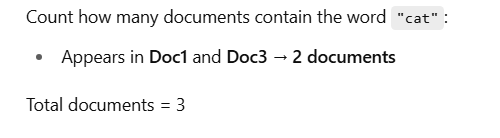 Count how many documents contain the word "cat":
• Appears in Doc1 and Doc3 → 2 documents
Total documents = 3